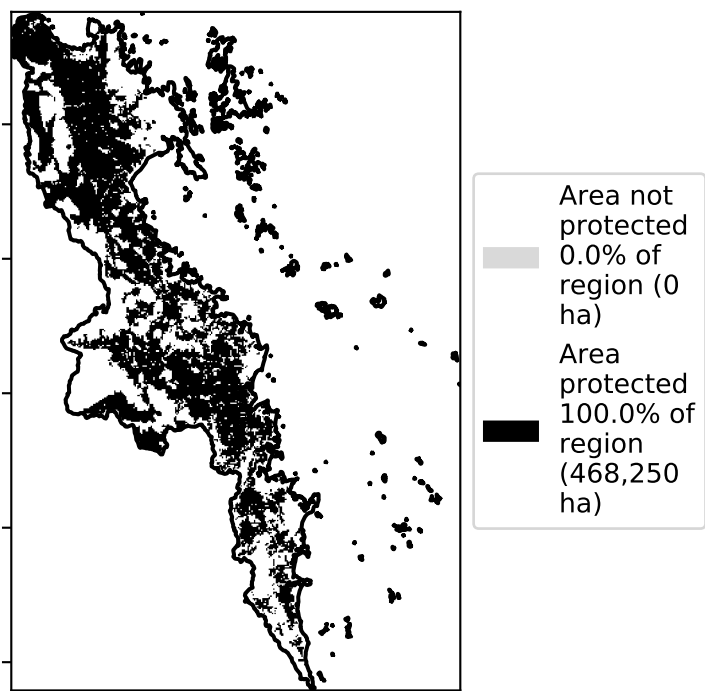 Area not
protected
0.0% of
region (0
ha)
Area
protected
100.0% of
region
(468,250
ha)